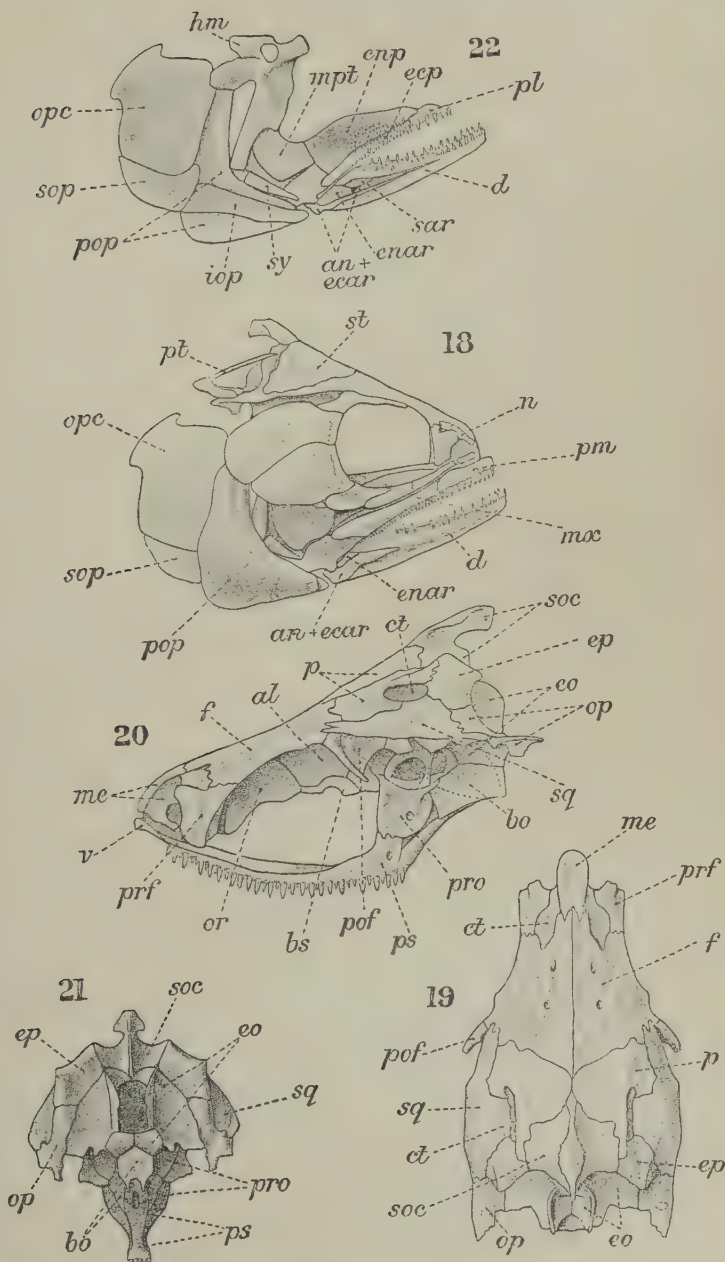 hm
22
cnp
ecp
mpt
pl
opc
sop
d
pop
sar
iop
sy
enar
an +
ecar
18
st
pt
opc
n
pm
sop
mx
d
pop
enar
an + ecar
20
soc
ct
ep
p
al
co
f
op
me
sq
bo
v
prf
pro
or
bs
pof
ps
21
soc
ep
eo
sq
op
pro
bo
ps
19
me
prf
ct
f
pof
p
sq
ct
ep
soc
op
eo